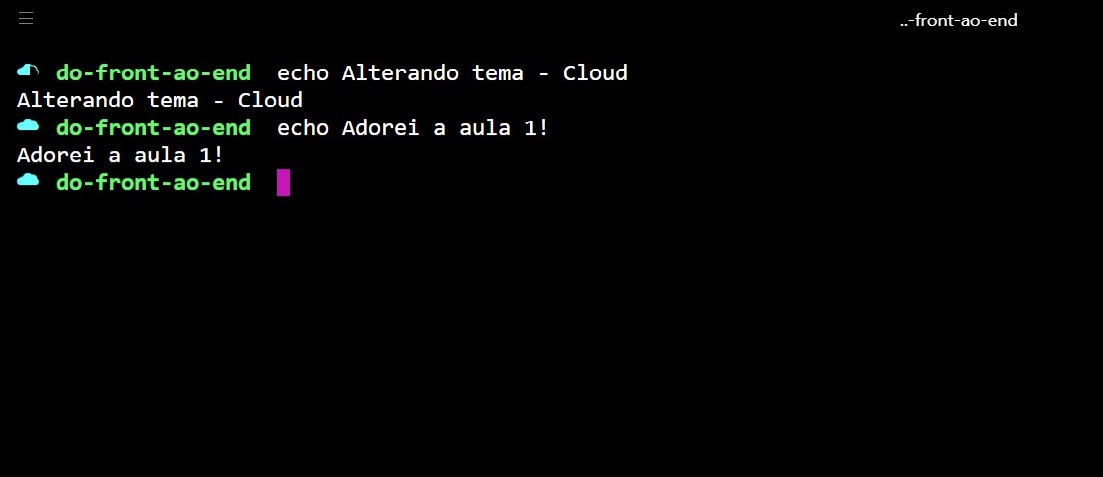 ..-front-ao-end
do-front-ao-end echo Alterando tema - Cloud
Alterando tema - Cloud
do-front-ao-end echo Adorei a aula 1!
Adorei a aula 1!
do-front-ao-end